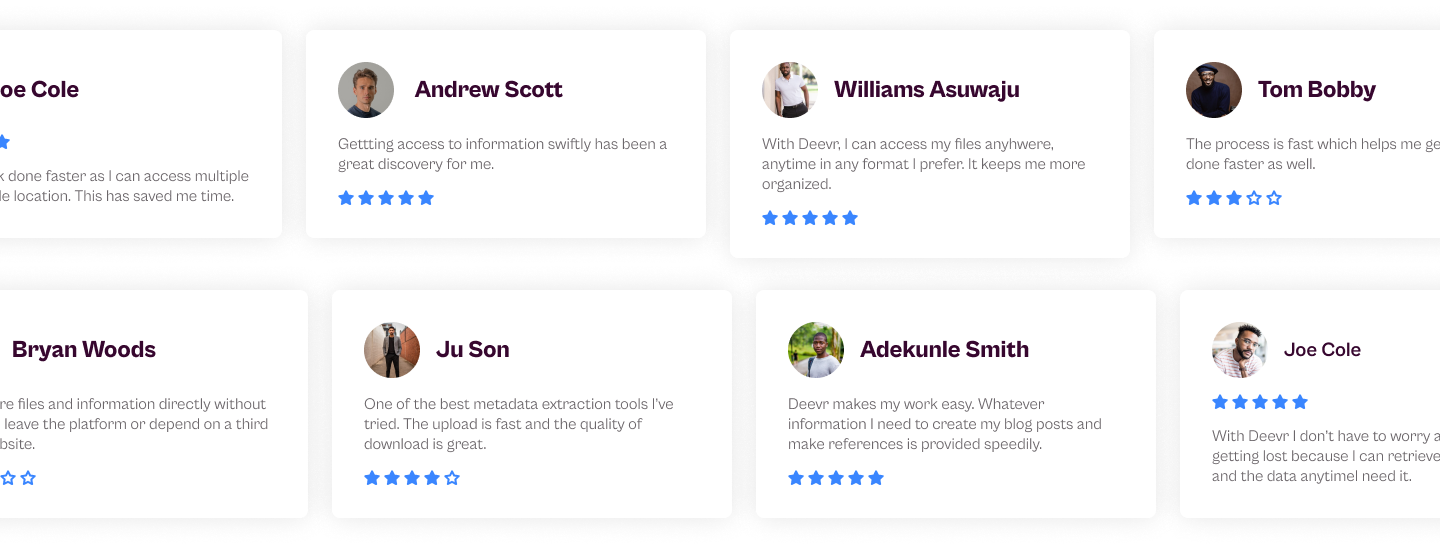 oe Cole
done faster as I can access multiple
location. This has saved me time.
Andrew Scott
Gettting access to information swiftly has been a
great discovery for me.
Williams Asuwaju
With Deevr, I can access my files anyhwere,
anytime in any format I prefer. It keeps me more
organized.
Tom Bobby
The process is fast which helps me ge
done faster as well.
Bryan Woods
re files and information directly without
leave the platform or depend on a third
bsite.
Ju Son
One of the best metadata extraction tools I've
tried. The upload is fast and the quality of
download is great.
Adekunle Smith
Deevr makes my work easy. Whatever
information I need to create my blog posts and
make references is provided speedily.
Joe Cole
With Deevr I don't have to worry a
getting lost because I can retrieve
and the data anytimeI need it.